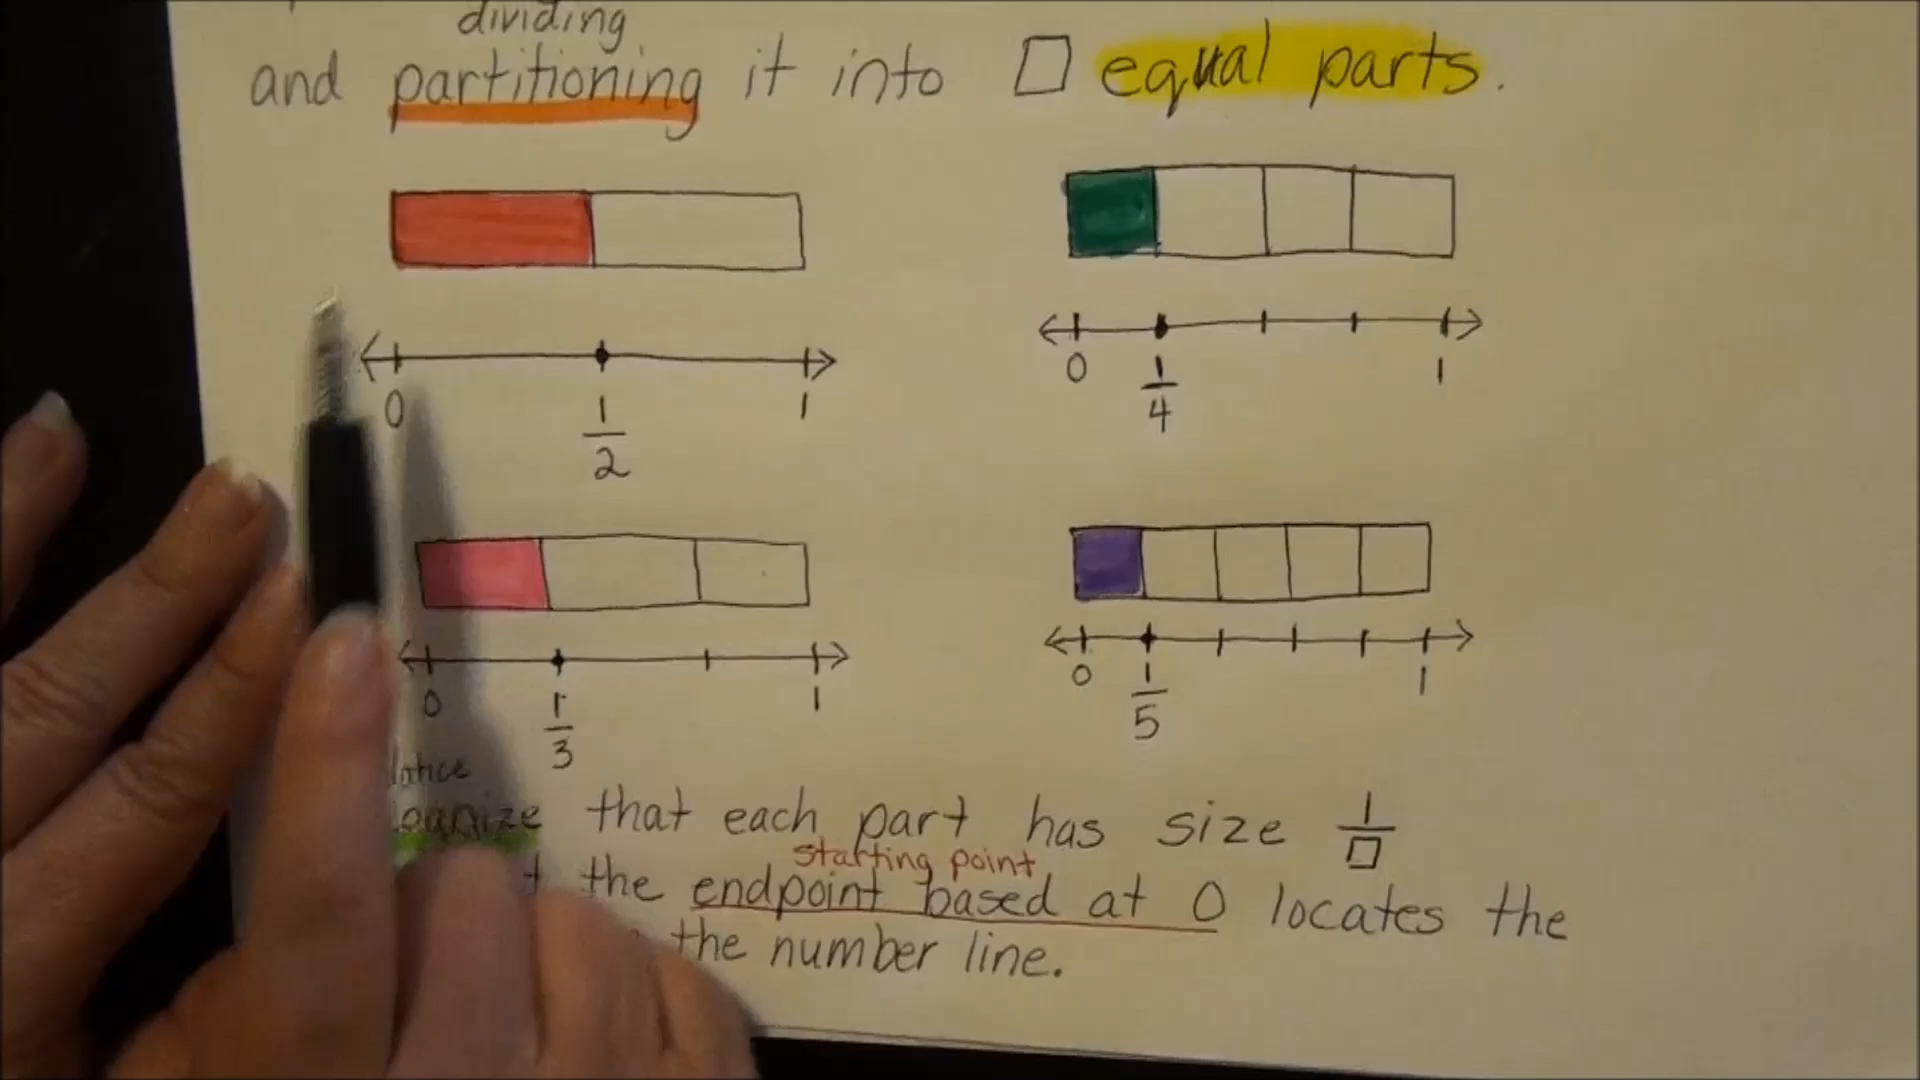 dividing
and partitioning it into □ equal parts.
0 1/2 1
0 1/4 1
0 1/3 1
0 1/5 1
that each part has size 1/□
starting point
the endpoint based at 0 locates the
the number line.